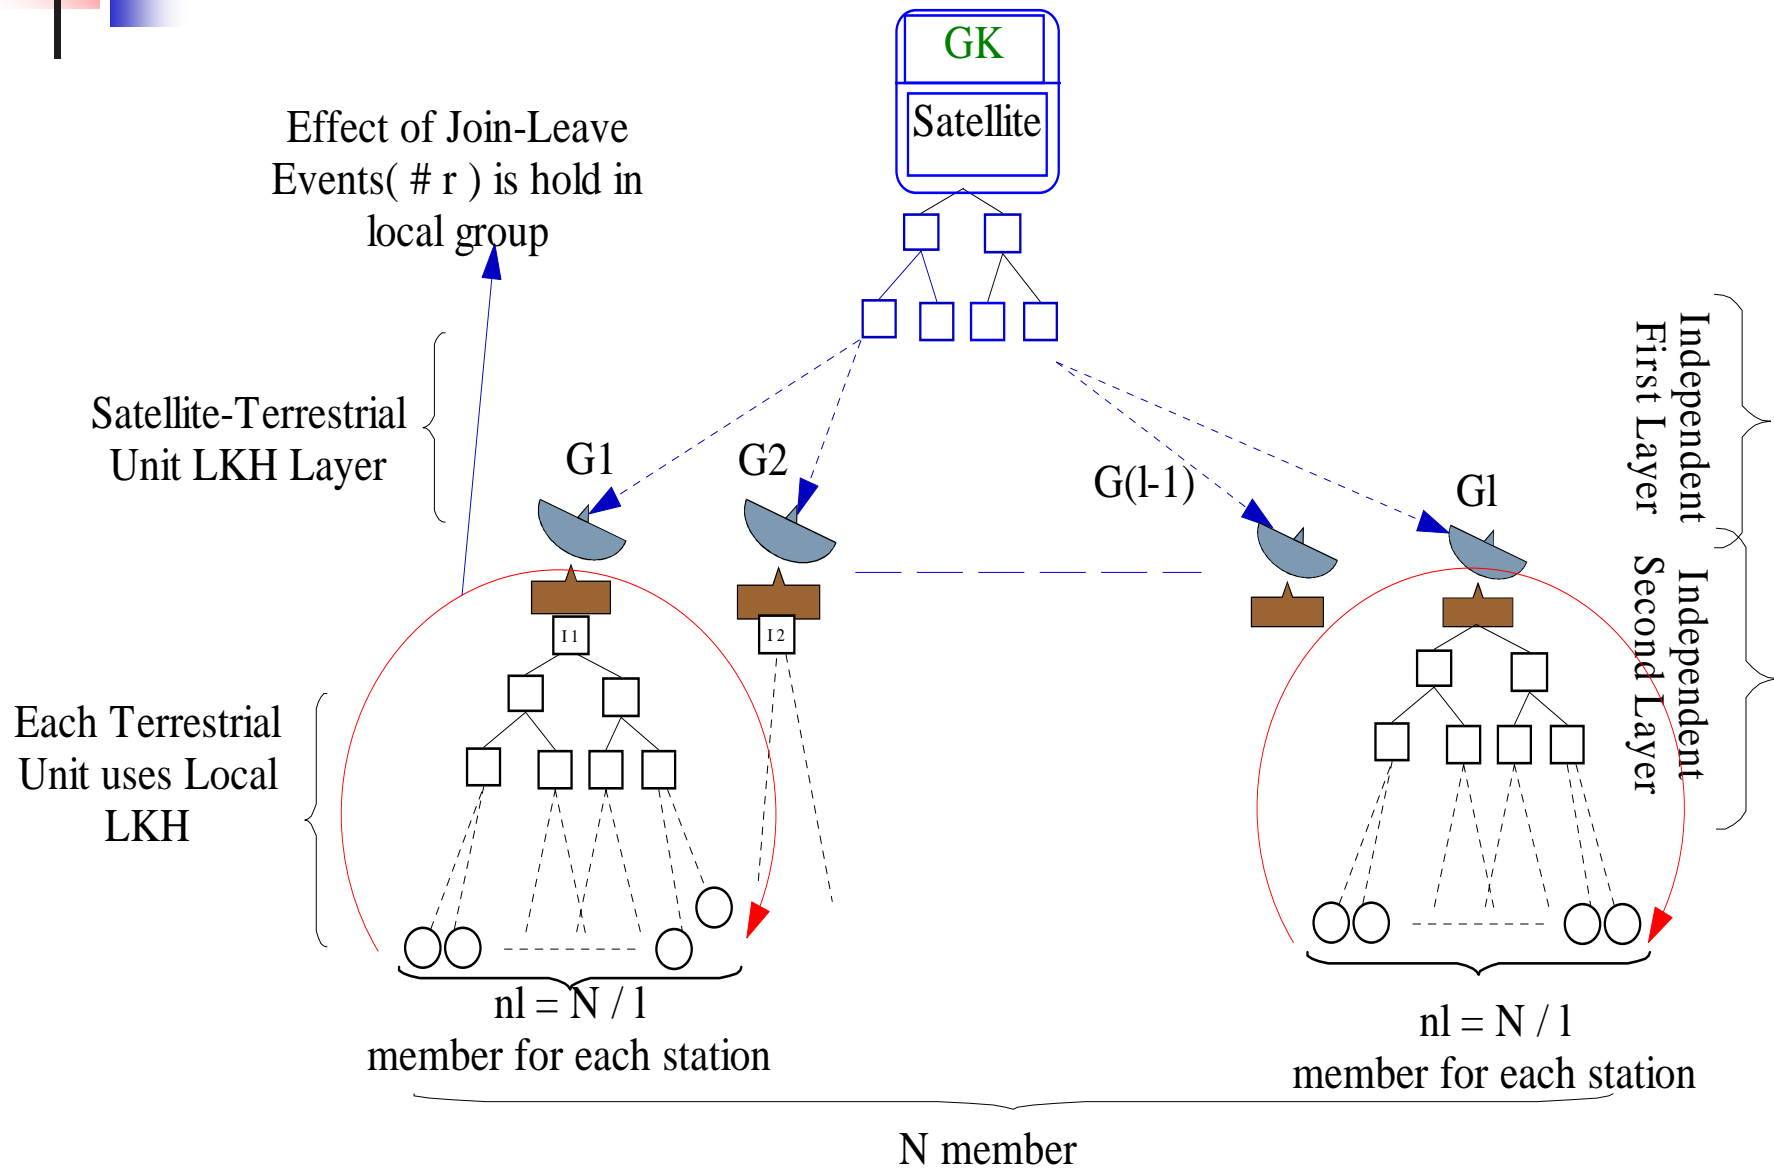 GK
Satellite
Effect of Join-Leave
Events( # r ) is hold in
local group
Satellite-Terrestrial
Unit LKH Layer
G1
G2
G(l-1)
Gl
Independent
First Layer
I 1
I 2
Each Terrestrial
Unit uses Local
LKH
Independent
Second Layer
nl = N / l
member for each station
nl = N / l
member for each station
N member